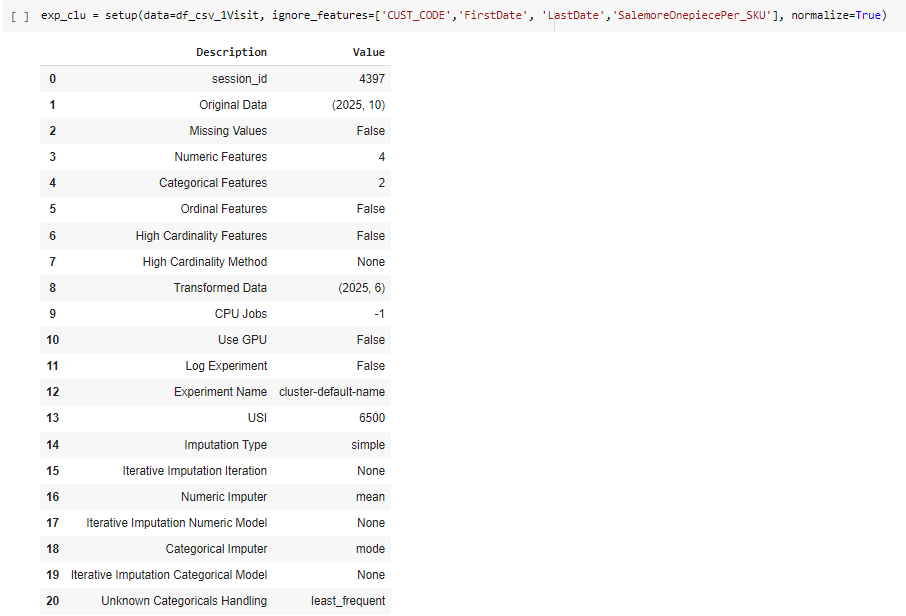 [ ] exp_clu = setup(data=df_csv_1Visit, ignore_features=['CUST_CODE','FirstDate', 'LastDate','SalemoreOnepiecePer_SKU'], normalize=True)
Description Value
0 session_id 4397
1 Original Data (2025, 10)
2 Missing Values False
3 Numeric Features 4
4 Categorical Features 2
5 Ordinal Features False
6 High Cardinality Features False
7 High Cardinality Method None
8 Transformed Data (2025, 6)
9 CPU Jobs -1
10 Use GPU False
11 Log Experiment False
12 Experiment Name cluster-default-name
13 USI 6500
14 Imputation Type simple
15 Iterative Imputation Iteration None
16 Numeric Imputer mean
17 Iterative Imputation Numeric Model None
18 Categorical Imputer mode
19 Iterative Imputation Categorical Model None
20 Unknown Categoricals Handling least_frequent